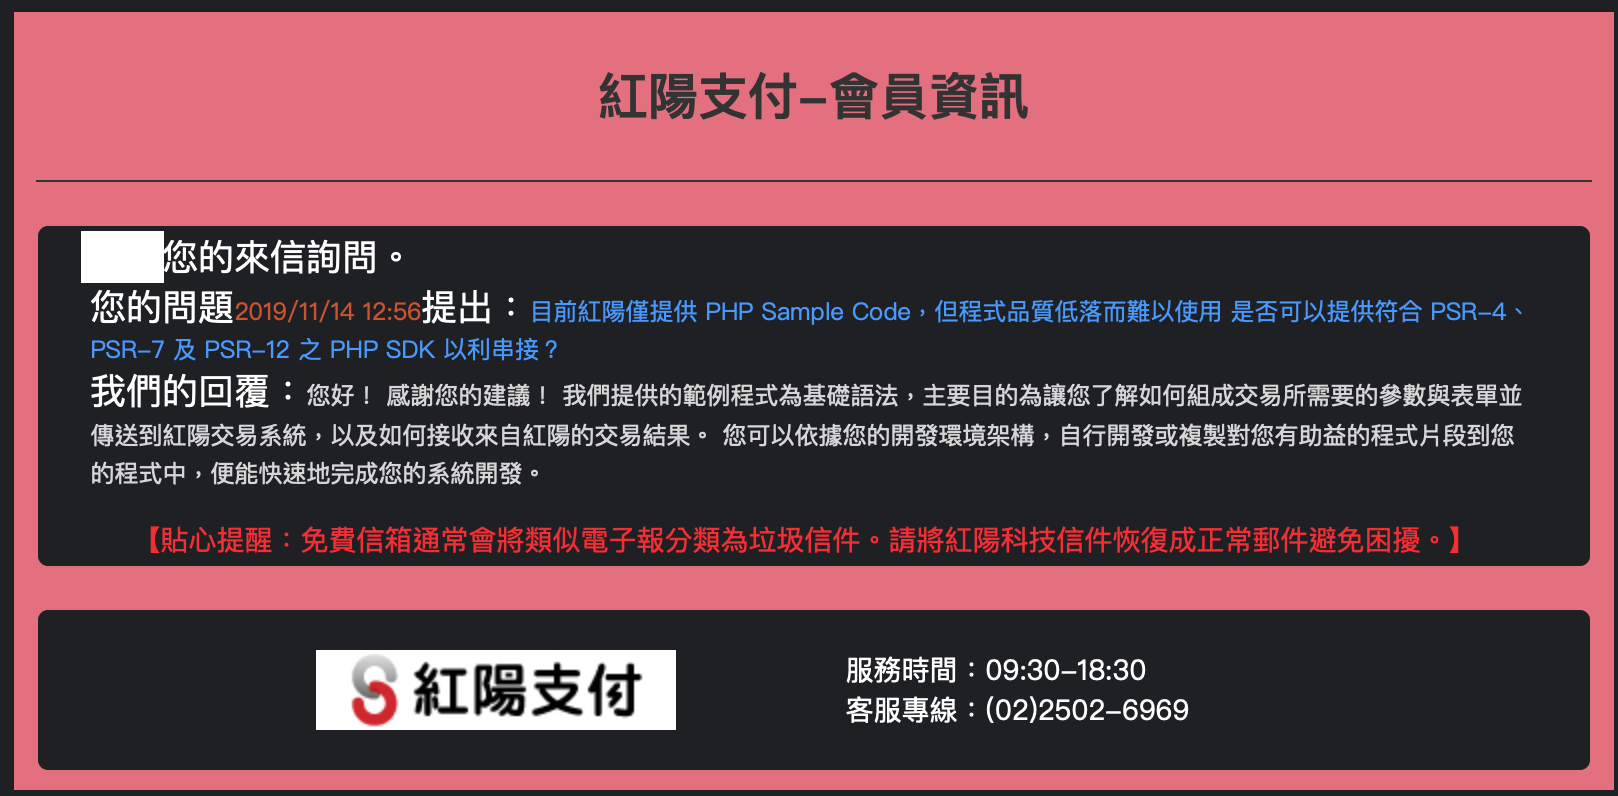 紅陽支付-會員資訊
您的來信詢問。
您的問題2019/11/14 12:56提出：目前紅陽僅提供 PHP Sample Code，但程式品質低落而難以使用 是否可以提供符合 PSR-4、
PSR-7 及 PSR-12 之 PHP SDK 以利串接？
我們的回覆：您好！ 感謝您的建議！ 我們提供的範例程式為基礎語法，主要目的為讓您了解如何組成交易所需要的參數與表單並
傳送到紅陽交易系統，以及如何接收來自紅陽的交易結果。 您可以依據您的開發環境架構，自行開發或複製對您有助益的程式片段到您
的程式中，便能快速地完成您的系統開發。
【貼心提醒：免費信箱通常會將類似電子報分類為垃圾信件。請將紅陽科技信件恢復成正常郵件避免困擾。】
紅陽支付
服務時間：09:30-18:30
客服專線：(02)2502-6969